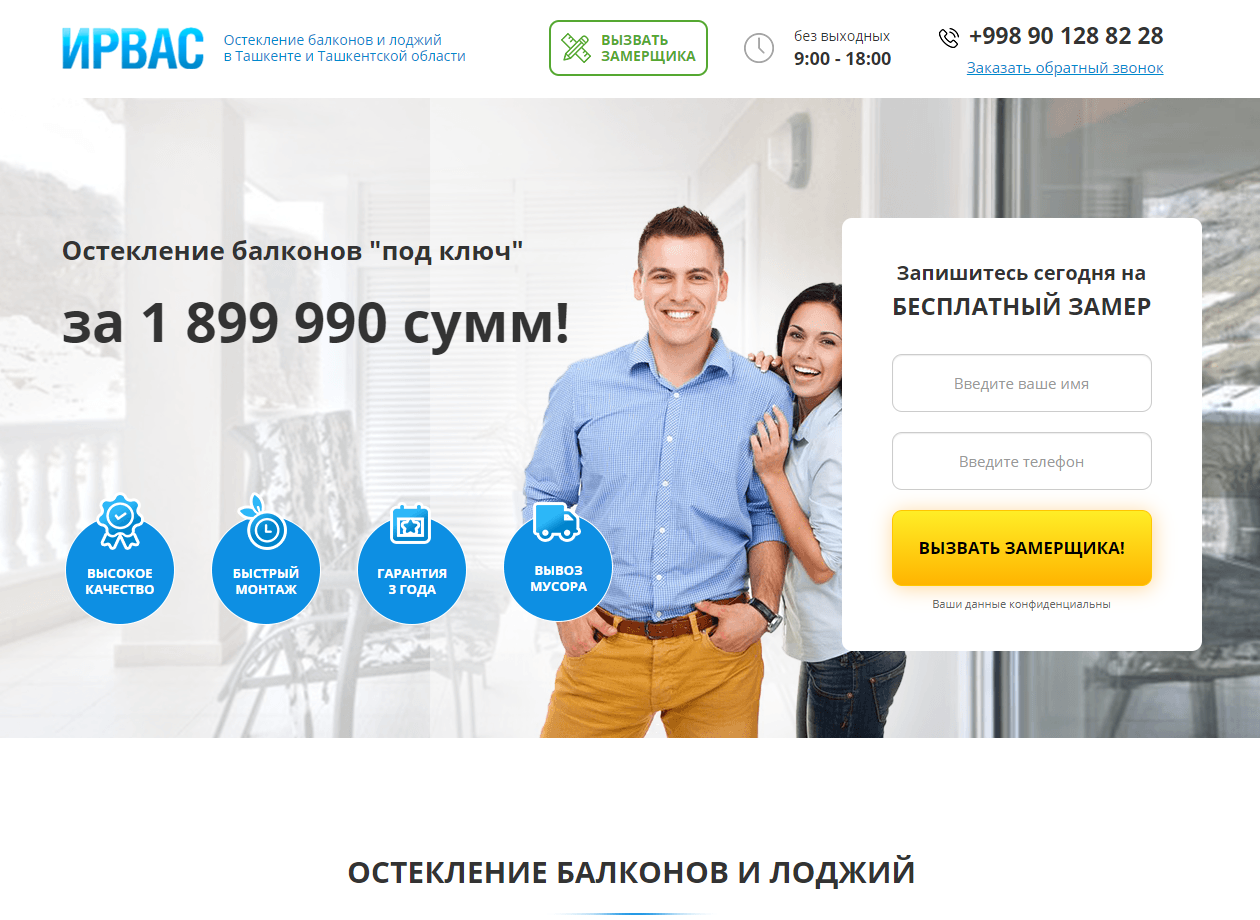 ИРВАС
Остекление балконов и лоджий
в Ташкенте и Ташкентской области
ВЫЗВАТЬ
ЗАМЕРЩИКА
без выходных
9:00 - 18:00
+998 90 128 82 28
Заказать обратный звонок
Остекление балконов "под ключ"
за 1 899 990 сумм!
ВЫСОКОЕ
КАЧЕСТВО
БЫСТРЫЙ
МОНТАЖ
ГАРАНТИЯ
3 ГОДА
ВЫВОЗ
МУСОРА
Запишитесь сегодня на
БЕСПЛАТНЫЙ ЗАМЕР
Введите ваше имя
Введите телефон
ВЫЗВАТЬ ЗАМЕРЩИКА!
Ваши данные конфиденциальны
ОСТЕКЛЕНИЕ БАЛКОНОВ И ЛОДЖИЙ